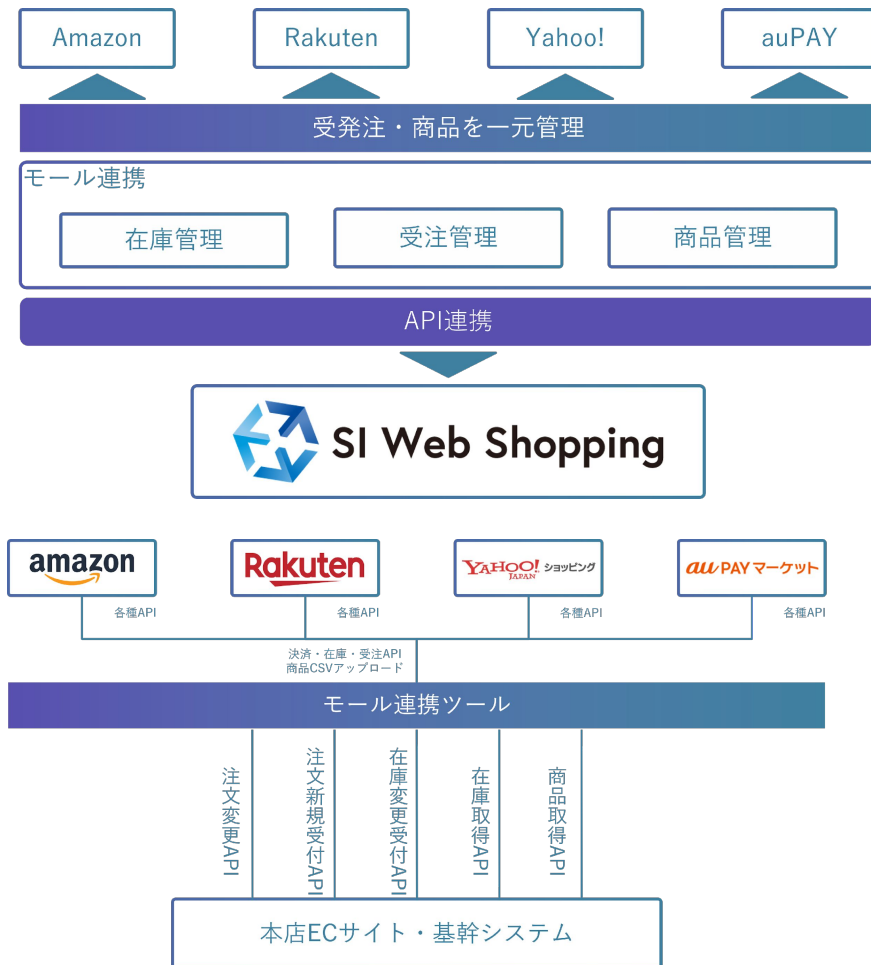 Amazon
Rakuten
Yahoo!
auPAY
受発注・商品を一元管理
モール連携
在庫管理
受注管理
商品管理
API連携
SI Web Shopping
amazon
Rakuten
YAHOO! ショッピング
JAPAN
au PAY マーケット
各種API
各種API
各種API
各種API
決済・在庫・受注API
商品CSVアップロード
モール連携ツール
注文変更API
注文新規受付API
在庫変更受付API
在庫取得API
商品取得API
本店ECサイト・基幹システム